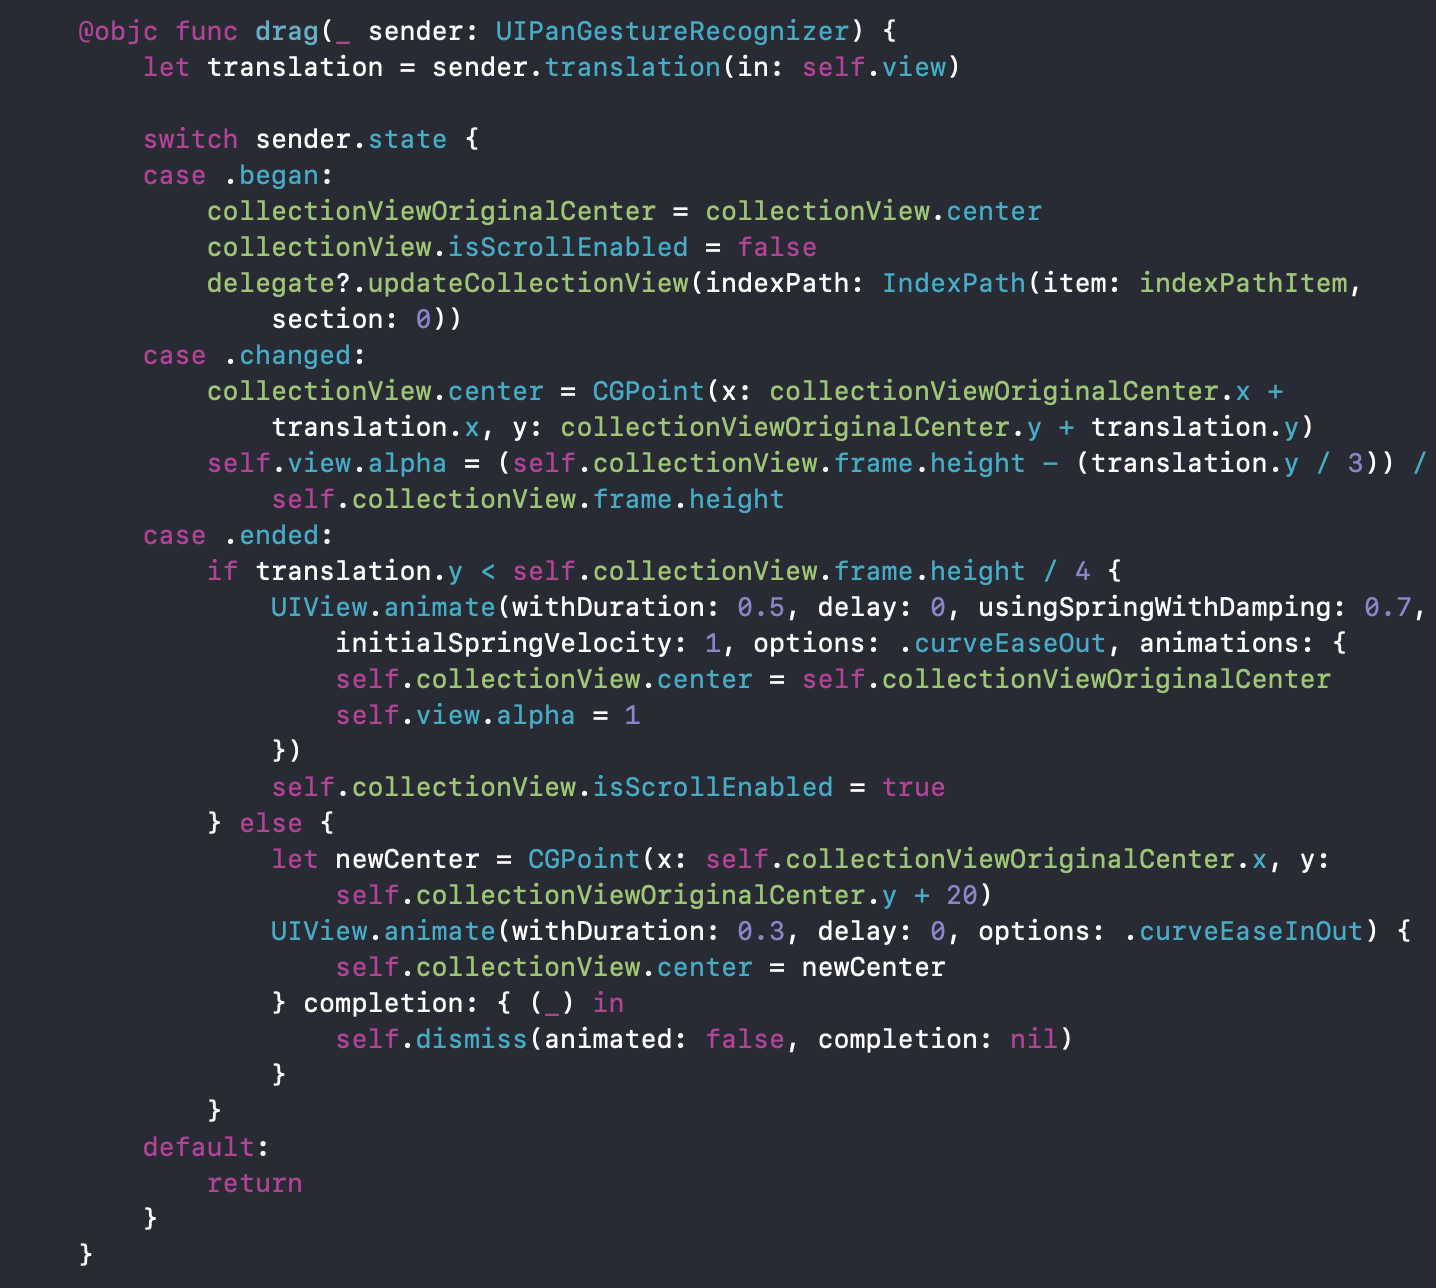 @objc func drag(_ sender: UIPanGestureRecognizer) {
let translation = sender.translation(in: self.view)
switch sender.state {
case .began:
collectionViewOriginalCenter = collectionView.center
collectionView.isScrollEnabled = false
delegate?.updateCollectionView(indexPath: IndexPath(item: indexPathItem,
section: 0))
case .changed:
collectionView.center = CGPoint(x: collectionViewOriginalCenter.x +
translation.x, y: collectionViewOriginalCenter.y + translation.y)
self.view.alpha = (self.collectionView.frame.height - (translation.y / 3)) /
self.collectionView.frame.height
case .ended:
if translation.y < self.collectionView.frame.height / 4 {
UIView.animate(withDuration: 0.5, delay: 0, usingSpringWithDamping: 0.7,
initialSpringVelocity: 1, options: .curveEaseOut, animations: {
self.collectionView.center = self.collectionViewOriginalCenter
self.view.alpha = 1
})
self.collectionView.isScrollEnabled = true
} else {
let newCenter = CGPoint(x: self.collectionViewOriginalCenter.x, y:
self.collectionViewOriginalCenter.y + 20)
UIView.animate(withDuration: 0.3, delay: 0, options: .curveEaseInOut) {
self.collectionView.center = newCenter
} completion: { (_) in
self.dismiss(animated: false, completion: nil)
}
}
default:
return
}
}